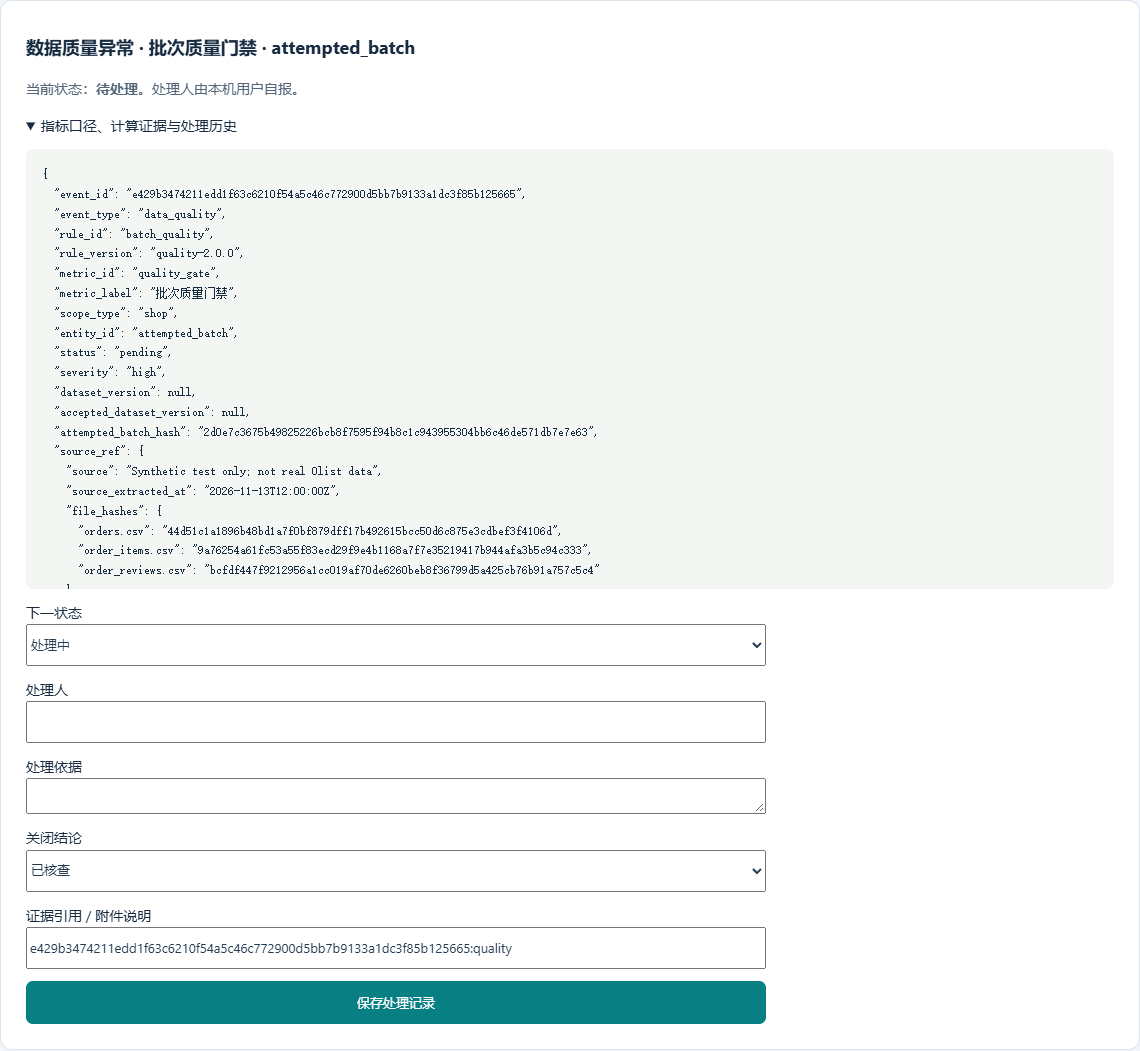 数据质量异常 · 批次质量门禁 · attempted_batch
当前状态：待处理。处理人由本机用户自报。
▼ 指标口径、计算证据与处理历史
{
"event_id": "e429b3474211edd1f63c6210f54a5c46c772900d5bb7b9133a1dc3f85b125665",
"event_type": "data_quality",
"rule_id": "batch_quality",
"rule_version": "quality-2.0.0",
"metric_id": "quality_gate",
"metric_label": "批次质量门禁",
"scope_type": "shop",
"entity_id": "attempted_batch",
"status": "pending",
"severity": "high",
"dataset_version": null,
"accepted_dataset_version": null,
"attempted_batch_hash": "2d0e7c3675b49825226bcb8f7595f94b8c1c943955304bb6c46de571db7e7e63",
"source_ref": {
"source": "Synthetic test only; not real Olist data",
"source_extracted_at": "2026-11-13T12:00:00Z",
"file_hashes": {
"orders.csv": "44d51c1a1896b48bd1a7f0bf879dff17b492615bcc50d6c875e3cdbef3f4106d",
"order_items.csv": "9a76254a61fc53a55f83ecd29f9e4b1168a7f7e35219417b944afa3b5c94c333",
"order_reviews.csv": "bcfdf447f9212956a1cc019af70de6260beb8f36799d5a425cb76b91a757c5c4"
下一状态
处理中
处理人
处理依据
关闭结论
已核查
证据引用 / 附件说明
e429b3474211edd1f63c6210f54a5c46c772900d5bb7b9133a1dc3f85b125665:quality
保存处理记录